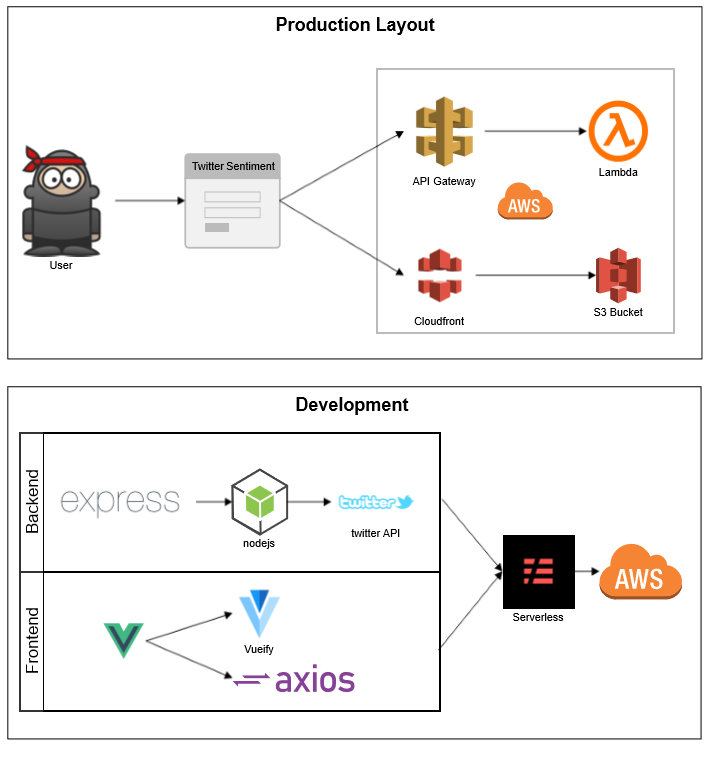 Production Layout
Twitter Sentiment
API Gateway
Lambda
AWS
User
Cloudfront
S3 Bucket
Development
Backend
express
nodejs
twitter
twitter API
Serverless
AWS
Frontend
Vueify
axios